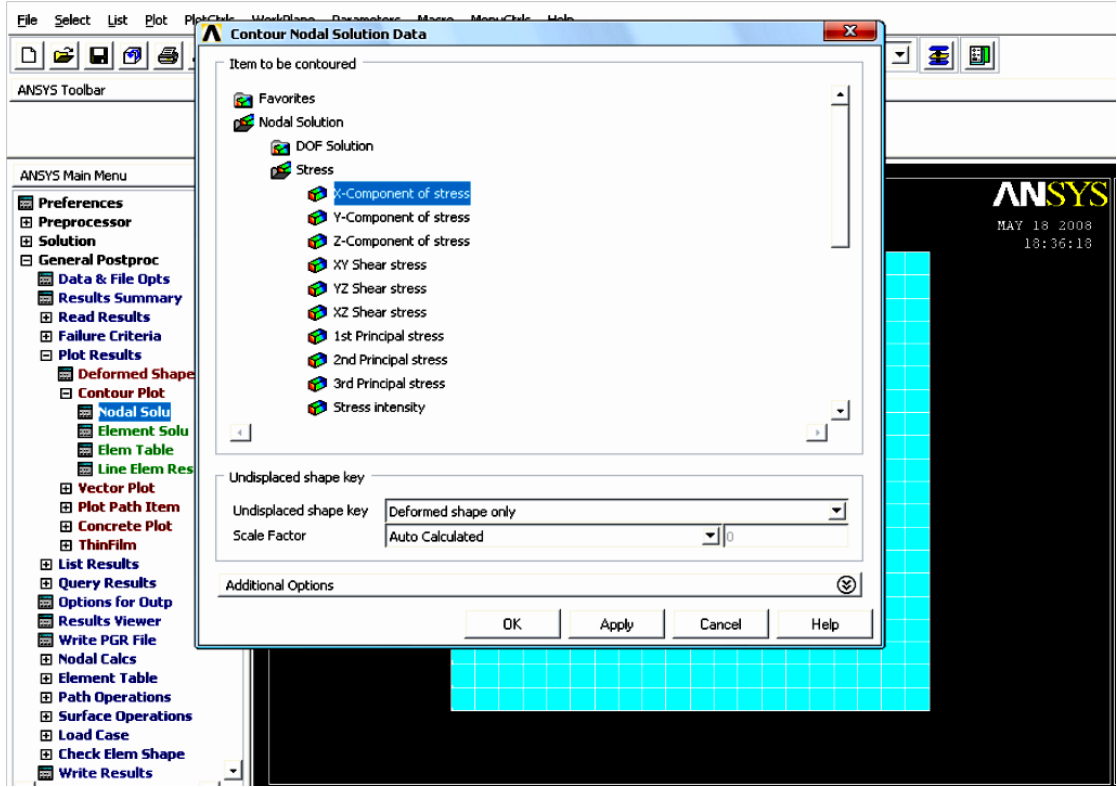 File Select List Plot PlotCtrls WorkPlane Parameters Macro MenuCtrls Help
Contour Nodal Solution Data
ANSYS Toolbar
Item to be contoured
Favorites
Nodal Solution
DOF Solution
Stress
X-Component of stress
Y-Component of stress
Z-Component of stress
XY Shear stress
YZ Shear stress
XZ Shear stress
1st Principal stress
2nd Principal stress
3rd Principal stress
Stress intensity
Undisplaced shape key
Undisplaced shape key Deformed shape only
Scale Factor Auto Calculated 0
Additional Options
OK Apply Cancel Help
ANSYS Main Menu
Preferences
Preprocessor
Solution
General Postproc
Data & File Opts
Results Summary
Read Results
Failure Criteria
Plot Results
Deformed Shape
Contour Plot
Nodal Solu
Element Solu
Elem Table
Line Elem Res
Vector Plot
Plot Path Item
Concrete Plot
ThinFilm
List Results
Query Results
Options for Outp
Results Viewer
Write PGR File
Nodal Calcs
Element Table
Path Operations
Surface Operations
Load Case
Check Elem Shape
Write Results
ANSYS
MAY 18 2008
18:36:18